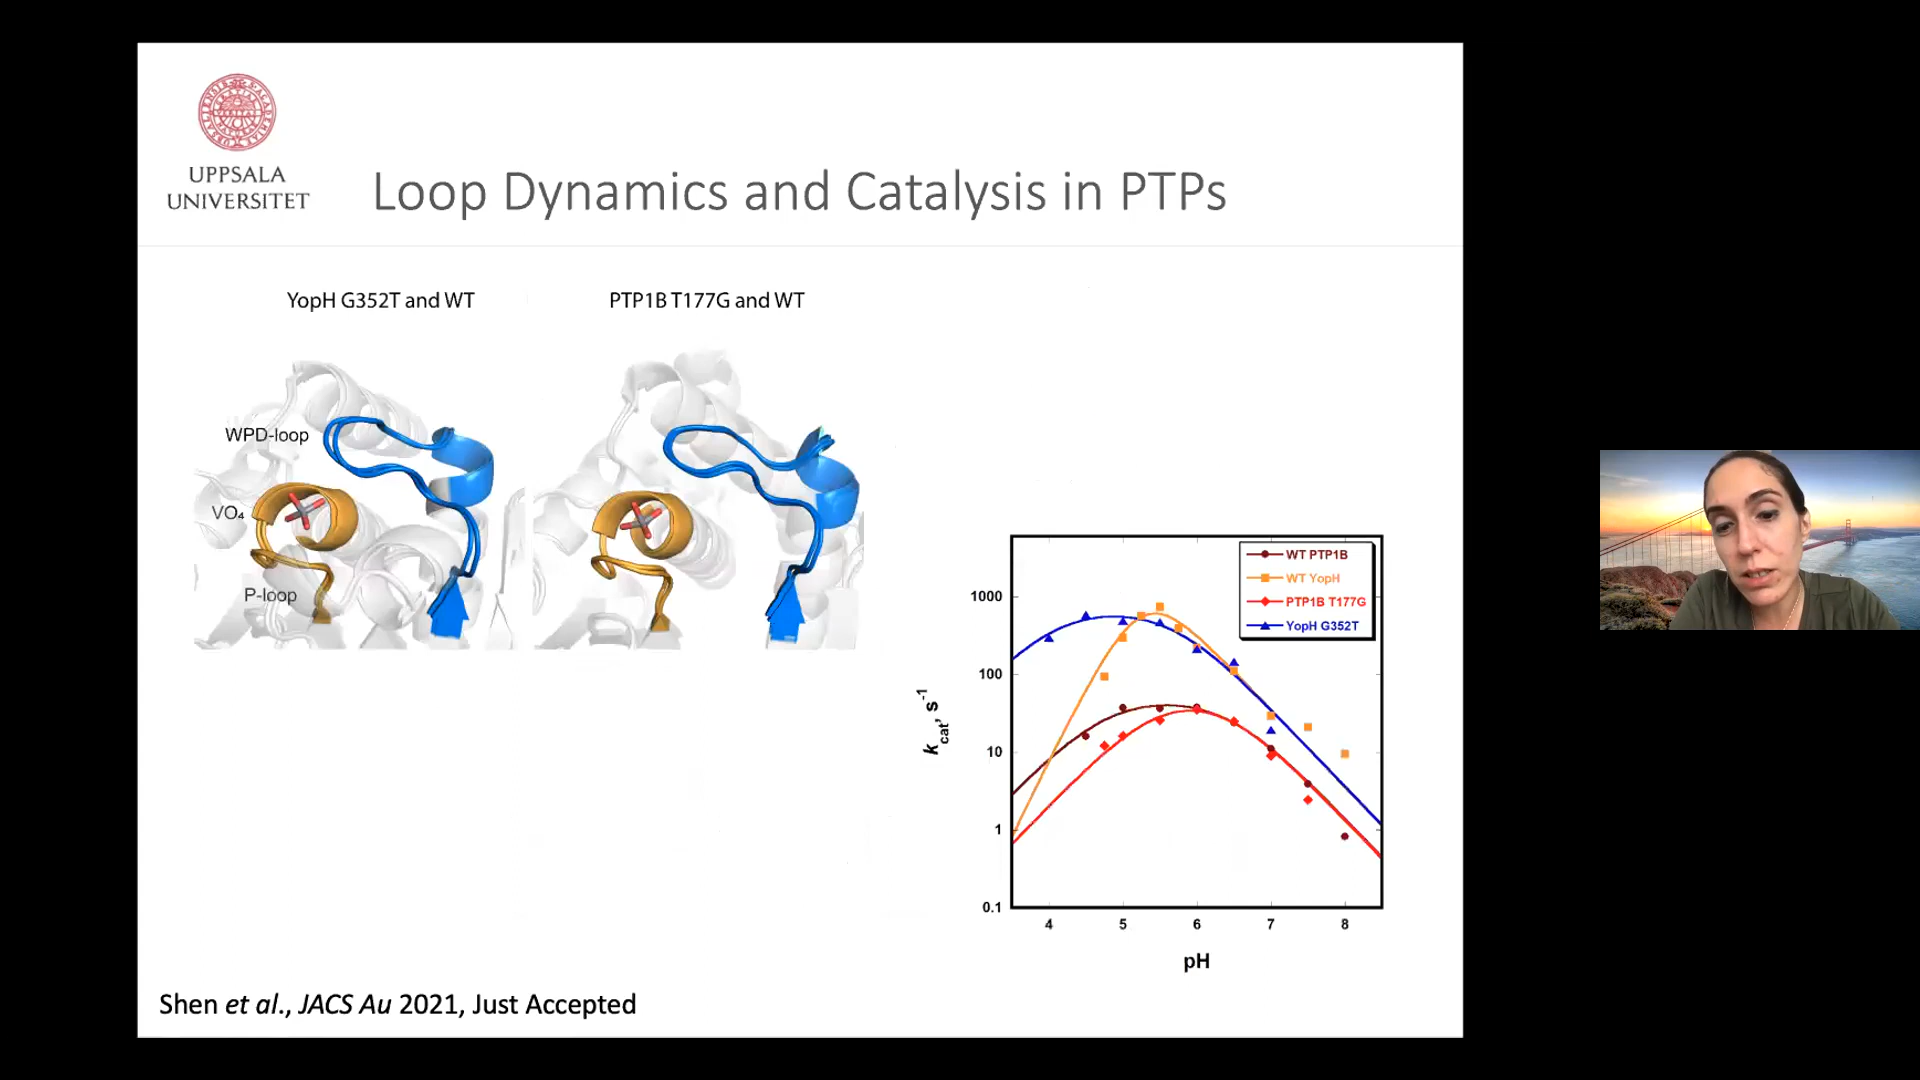 UPPSALA
UNIVERSITET
Loop Dynamics and Catalysis in PTPs
YopH G352T and WT
PTP1B T177G and WT
WPD-loop
VO₄
P-loop
WT PTP1B
WT YopH
PTP1B T177G
YopH G352T
1000
100
10
1
0.1
kcat, s⁻¹
4 5 6 7 8
pH
Shen et al., JACS Au 2021, Just Accepted